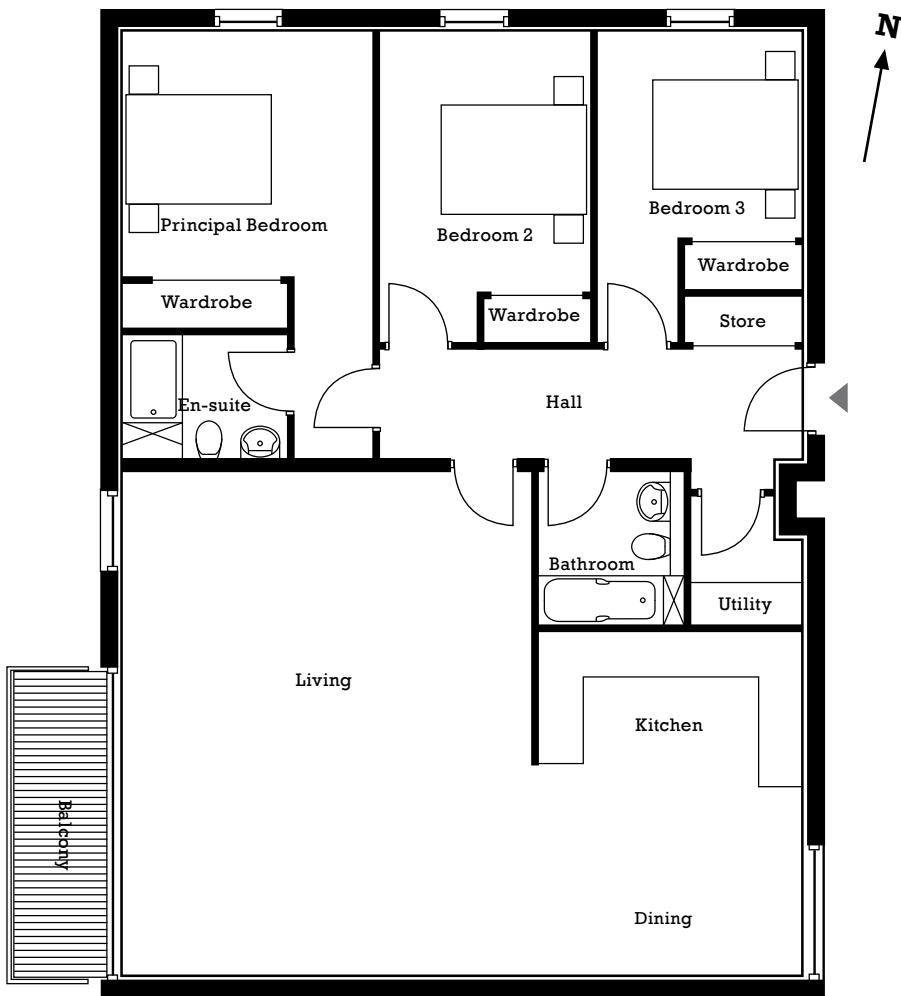 N
Principal Bedroom
Bedroom 2
Bedroom 3
Wardrobe
Wardrobe
Wardrobe
Store
En-suite
Hall
Bathroom
Utility
Living
Kitchen
Balcony
Dining